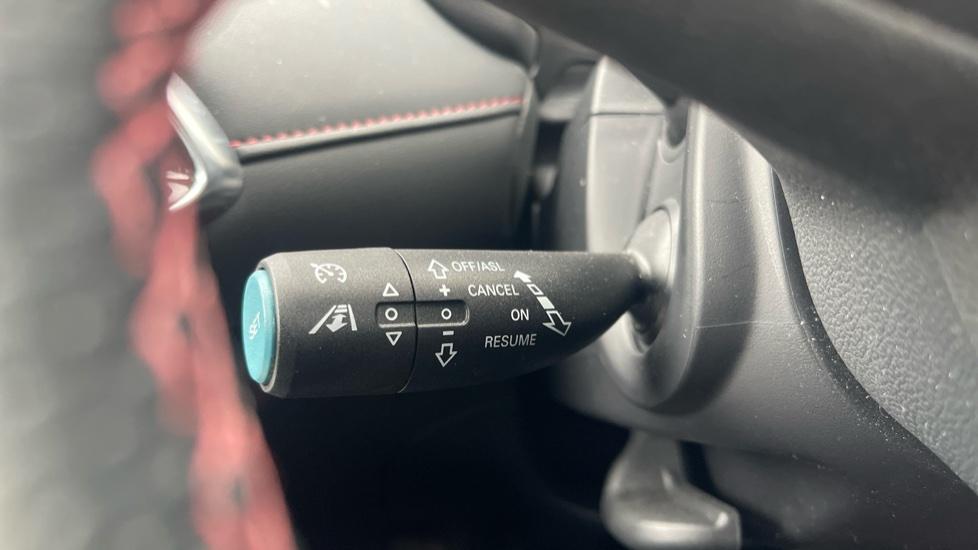 OFF/ASL
+ CANCEL
ON
− RESUME